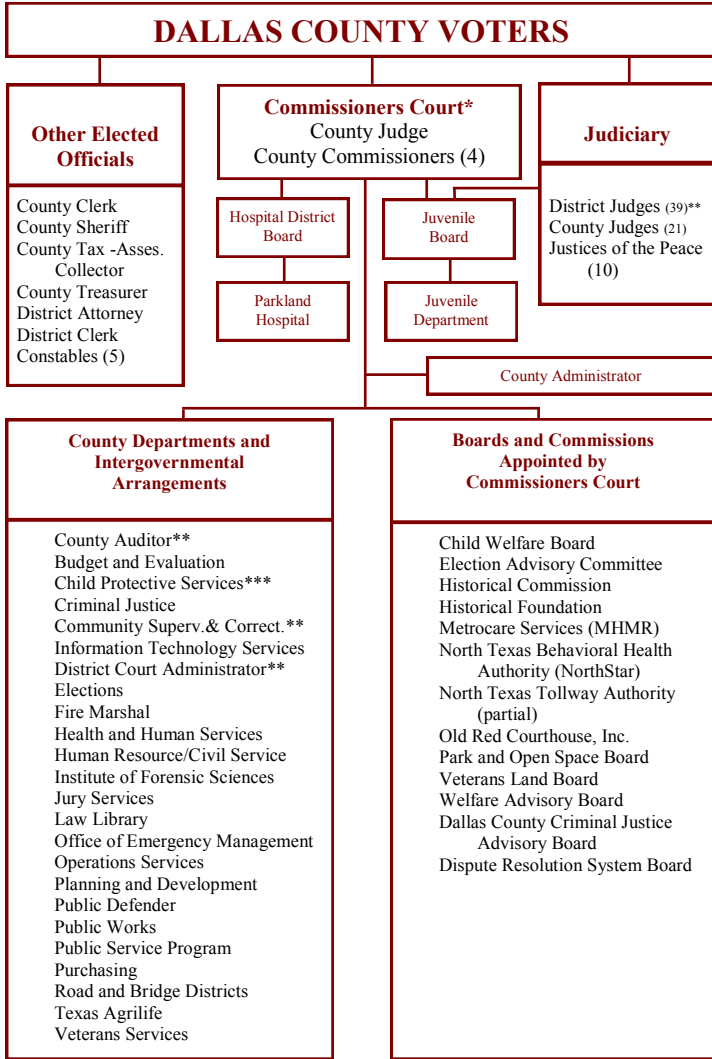 DALLAS COUNTY VOTERS
Other Elected
Officials
County Clerk
County Sheriff
County Tax -Asses.
Collector
County Treasurer
District Attorney
District Clerk
Constables (5)
Commissioners Court*
County Judge
County Commissioners (4)
Hospital District
Board
Parkland
Hospital
Juvenile
Board
Juvenile
Department
Judiciary
District Judges (39)**
County Judges (21)
Justices of the Peace
(10)
County Administrator
County Departments and
Intergovernmental
Arrangements
County Auditor**
Budget and Evaluation
Child Protective Services***
Criminal Justice
Community Superv.& Correct.**
Information Technology Services
District Court Administrator**
Elections
Fire Marshal
Health and Human Services
Human Resource/Civil Service
Institute of Forensic Sciences
Jury Services
Law Library
Office of Emergency Management
Operations Services
Planning and Development
Public Defender
Public Works
Public Service Program
Purchasing
Road and Bridge Districts
Texas Agrilife
Veterans Services
Boards and Commissions
Appointed by
Commissioners Court
Child Welfare Board
Election Advisory Committee
Historical Commission
Historical Foundation
Metrocare Services (MHMR)
North Texas Behavioral Health
Authority (NorthStar)
North Texas Tollway Authority
(partial)
Old Red Courthouse, Inc.
Park and Open Space Board
Veterans Land Board
Welfare Advisory Board
Dallas County Criminal Justice
Advisory Board
Dispute Resolution System Board